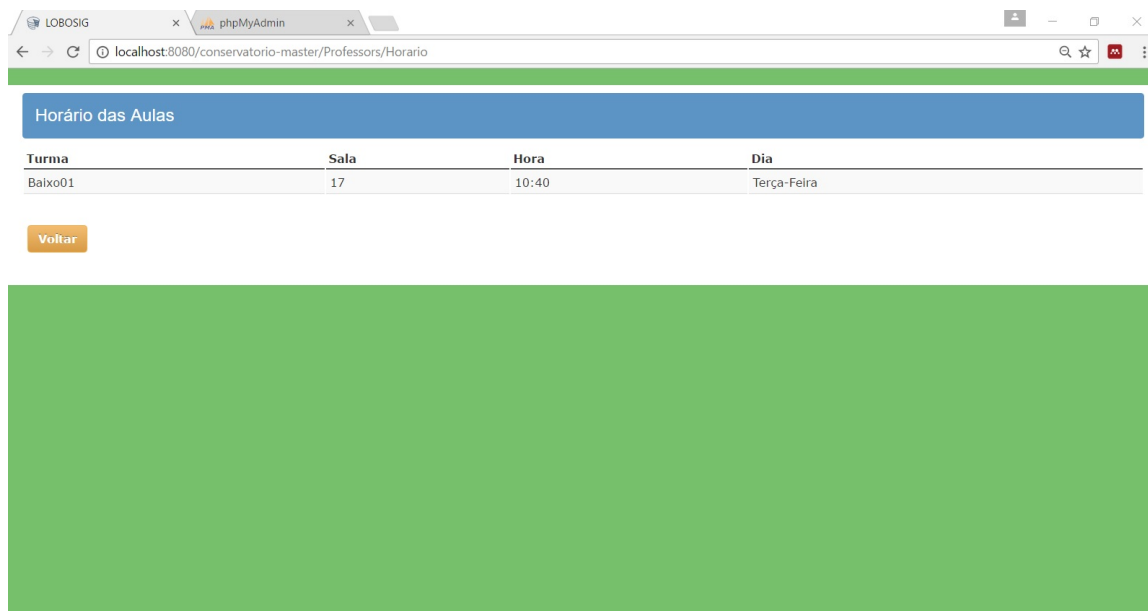 LOBOSIG
phpMyAdmin
localhost:8080/conservatorio-master/Professors/Horario
Horário das Aulas
Turma Sala Hora Dia
Baixo01 17 10:40 Terça-Feira
Voltar